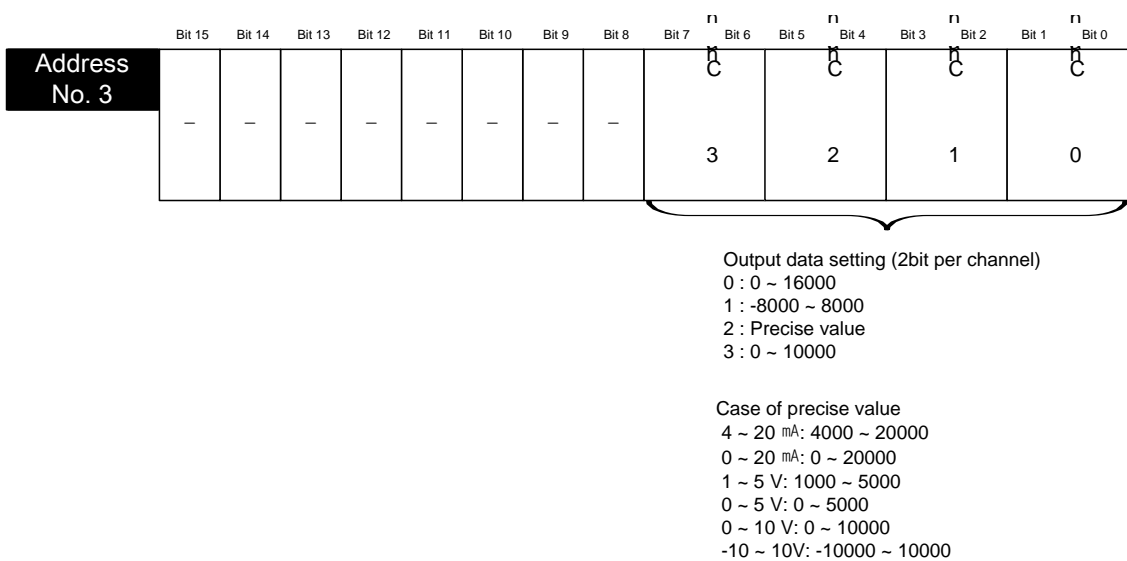 Bit 15 Bit 14 Bit 13 Bit 12 Bit 11 Bit 10 Bit 9 Bit 8 Bit 7 Bit 6 Bit 5 Bit 4 Bit 3 Bit 2 Bit 1 Bit 0
Address
No. 3
– – – – – – – –
C C C C
3 2 1 0
Output data setting (2bit per channel)
0 : 0 ~ 16000
1 : -8000 ~ 8000
2 : Precise value
3 : 0 ~ 10000
Case of precise value
4 ~ 20 ㎃: 4000 ~ 20000
0 ~ 20 ㎃: 0 ~ 20000
1 ~ 5 V: 1000 ~ 5000
0 ~ 5 V: 0 ~ 5000
0 ~ 10 V: 0 ~ 10000
-10 ~ 10V: -10000 ~ 10000